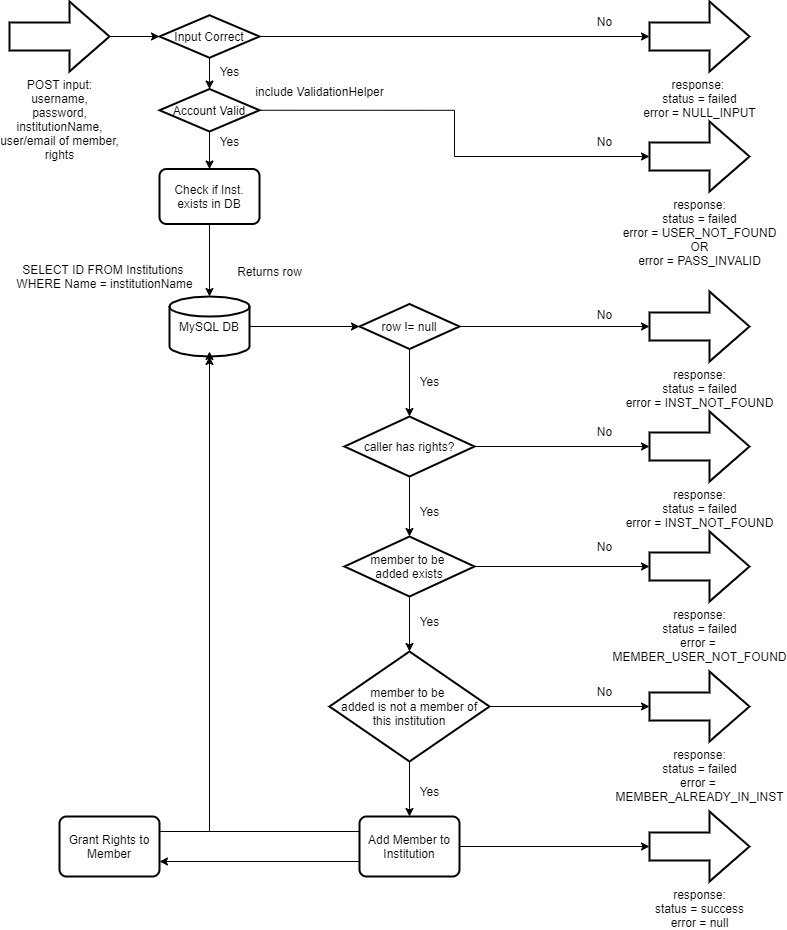 Input Correct
No
POST input:
username,
password,
institutionName,
user/email of member,
rights
Yes
response:
status = failed
error = NULL_INPUT
include ValidationHelper
Account Valid
No
Yes
Check if Inst.
exists in DB
response:
status = failed
error = USER_NOT_FOUND
OR
error = PASS_INVALID
SELECT ID FROM Institutions
WHERE Name = institutionName
Returns row
MySQL DB
row != null
No
Yes
response:
status = failed
error = INST_NOT_FOUND
caller has rights?
No
Yes
response:
status = failed
error = INST_NOT_FOUND
member to be
added exists
No
Yes
response:
status = failed
error =
MEMBER_USER_NOT_FOUND
member to be
added is not a member of
this institution
No
Yes
response:
status = failed
error =
MEMBER_ALREADY_IN_INST
Grant Rights to
Member
Add Member to
Institution
response:
status = success
error = null